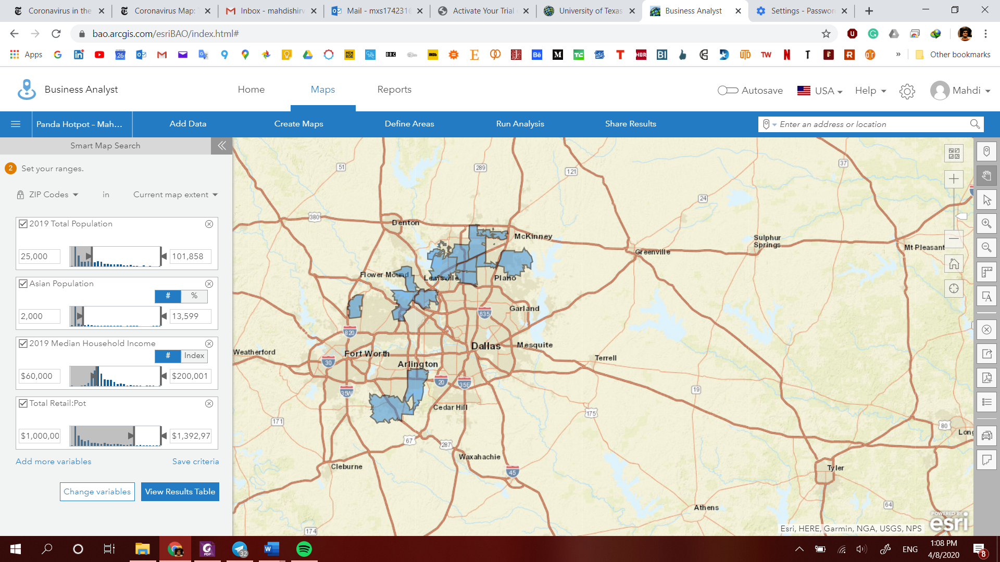 Coronavirus in the
Coronavirus Map:
Inbox - mahdishirv
Mail - mxs174231
Activate Your Trial
University of Texas
Business Analyst
Settings - Passwor
bao.arcgis.com/esriBAO/index.html#
Apps
Other bookmarks
Business Analyst
Home
Maps
Reports
Autosave
USA
Help
Mahdi
Panda Hotpot – Mah...
Add Data
Create Maps
Define Areas
Run Analysis
Share Results
Enter an address or location
Smart Map Search
2 Set your ranges.
ZIP Codes in Current map extent
2019 Total Population
25,000
101,858
Asian Population
# %
2,000
13,599
2019 Median Household Income
# Index
$60,000
$200,001
Total Retail:Pot
$1,000,00
$1,392,97
Add more variables
Save criteria
Change variables
View Results Table
51
289
121
37
24
380
Denton
McKinney
Sulphur
Springs
Mt Pleasant
Greenville
Flower Mound
Lewisville
Plano
Garland
635
820
Dallas
Mesquite
Weatherford
Fort Worth
30
Terrell
Arlington
20
35E
35W
19
Cedar Hill
175
171
80
Long
67
287
Waxahachie
Cleburne
45
Tyler
Athens
64
174
POWERED BY
esri
Esri, HERE, Garmin, NGA, USGS, NPS
32
ENG
1:08 PM
4/8/2020
8